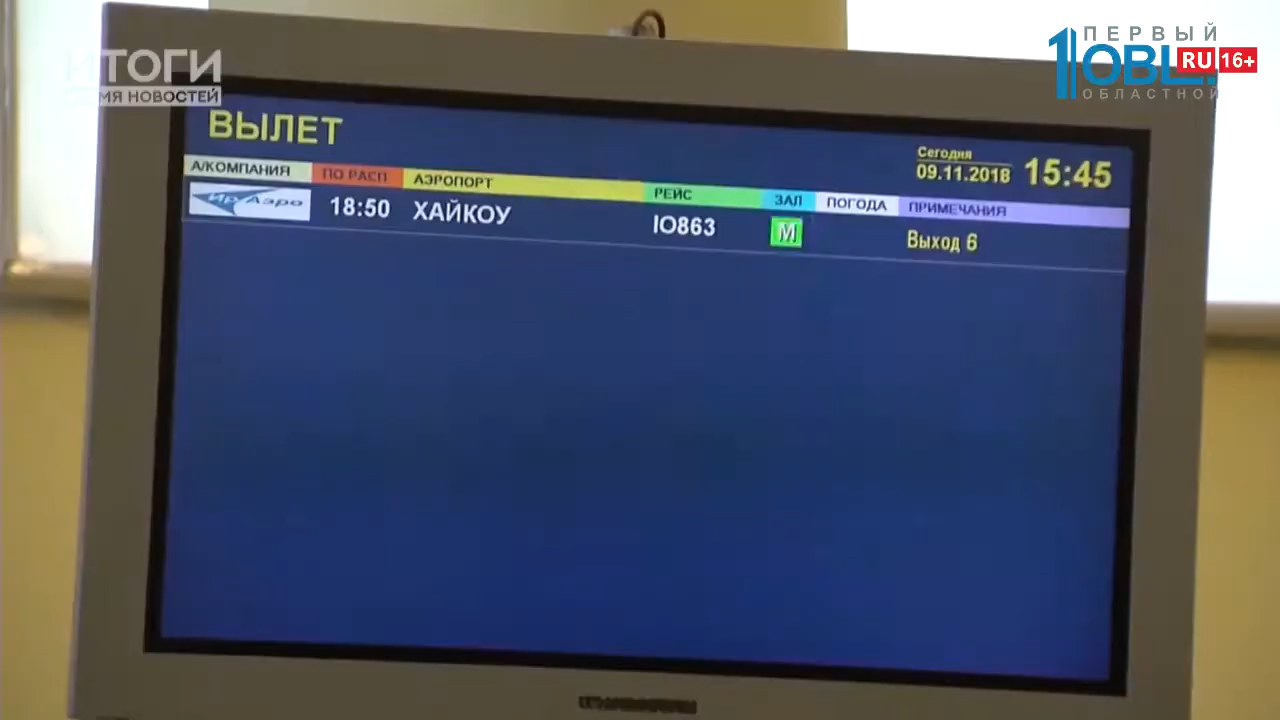 ИТОГИ
ВРЕМЯ НОВОСТЕЙ
ПЕРВЫЙ
1OBL.
RU 16+
ОБЛАСТНОЙ
ВЫЛЕТ
Сегодня
09.11.2018 15:45
А/КОМПАНИЯ ПО РАСП. АЭРОПОРТ РЕЙС ЗАЛ ПОГОДА ПРИМЕЧАНИЯ
ИрАэро 18:50 ХАЙКОУ IO863 M Выход 6